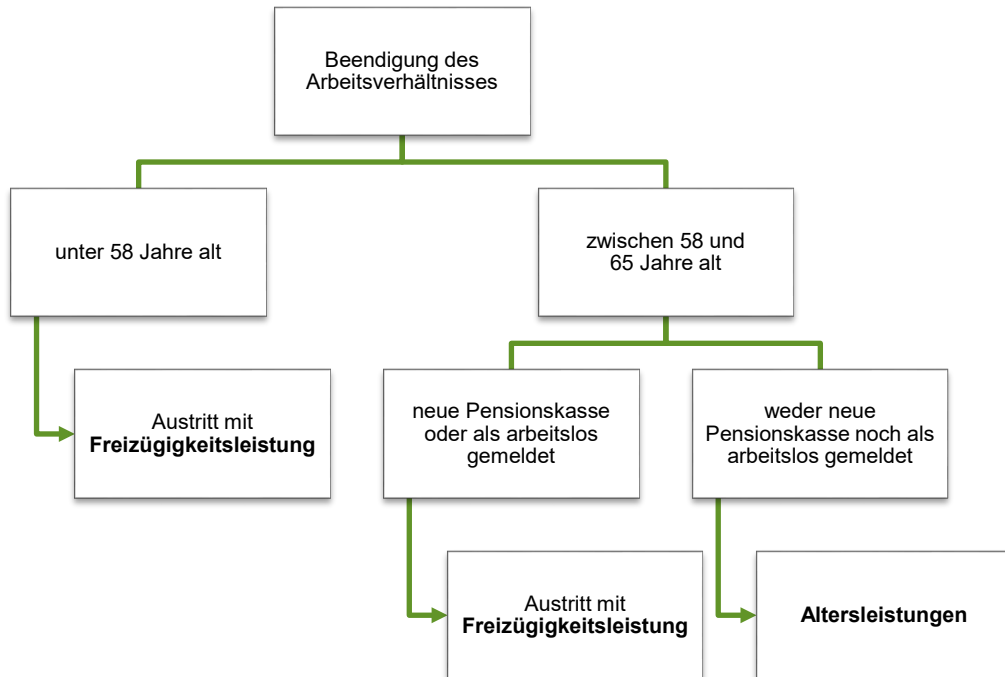 Beendigung des
Arbeitsverhältnisses
unter 58 Jahre alt
zwischen 58 und
65 Jahre alt
Austritt mit
Freizügigkeitsleistung
neue Pensionskasse
oder als arbeitslos
gemeldet
weder neue
Pensionskasse noch als
arbeitslos gemeldet
Austritt mit
Freizügigkeitsleistung
Altersleistungen